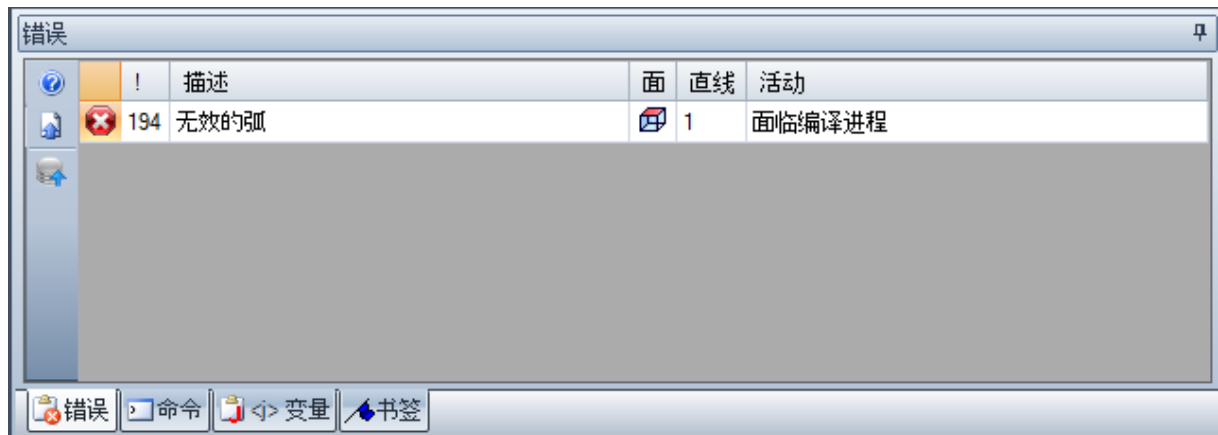 错误
! 描述 面 直线 活动
194 无效的弧 1 面临编译进程
错误 命令 <j> 变量 书签